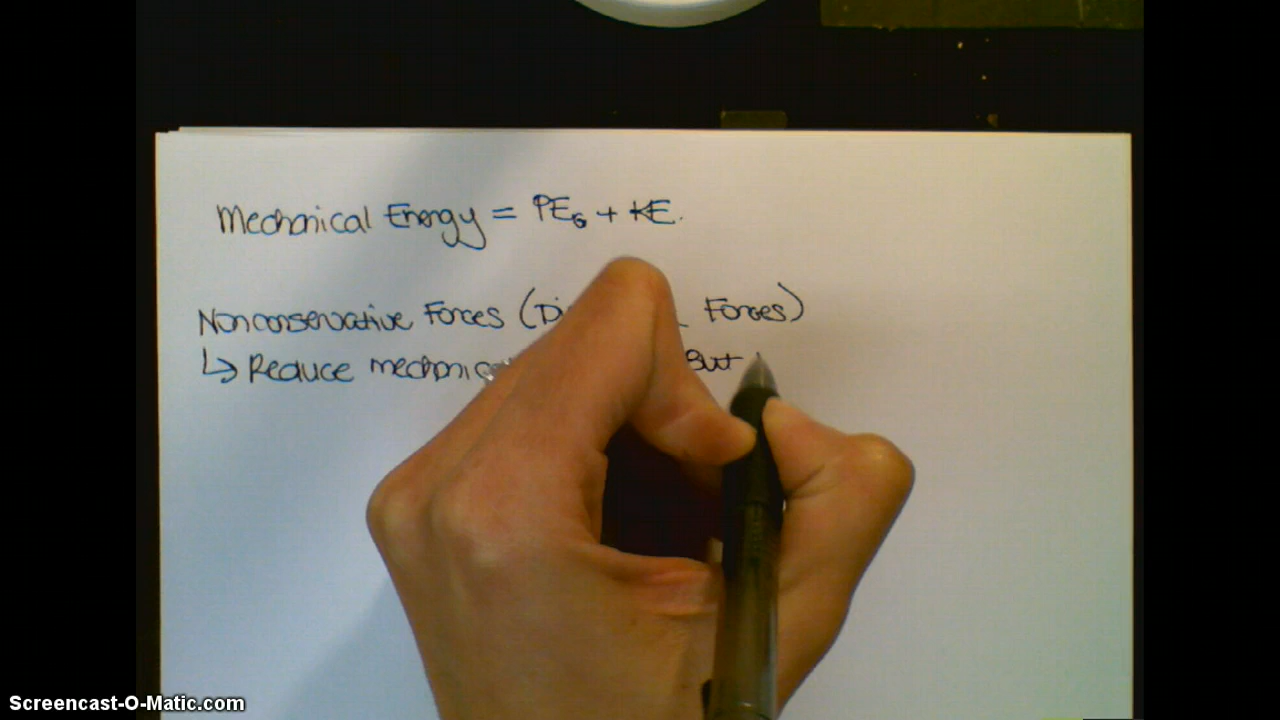 Mechanical Energy = PEG + KE.
Nonconservative Forces ( Forces)
↳ Reduce But
Screencast-O-Matic.com